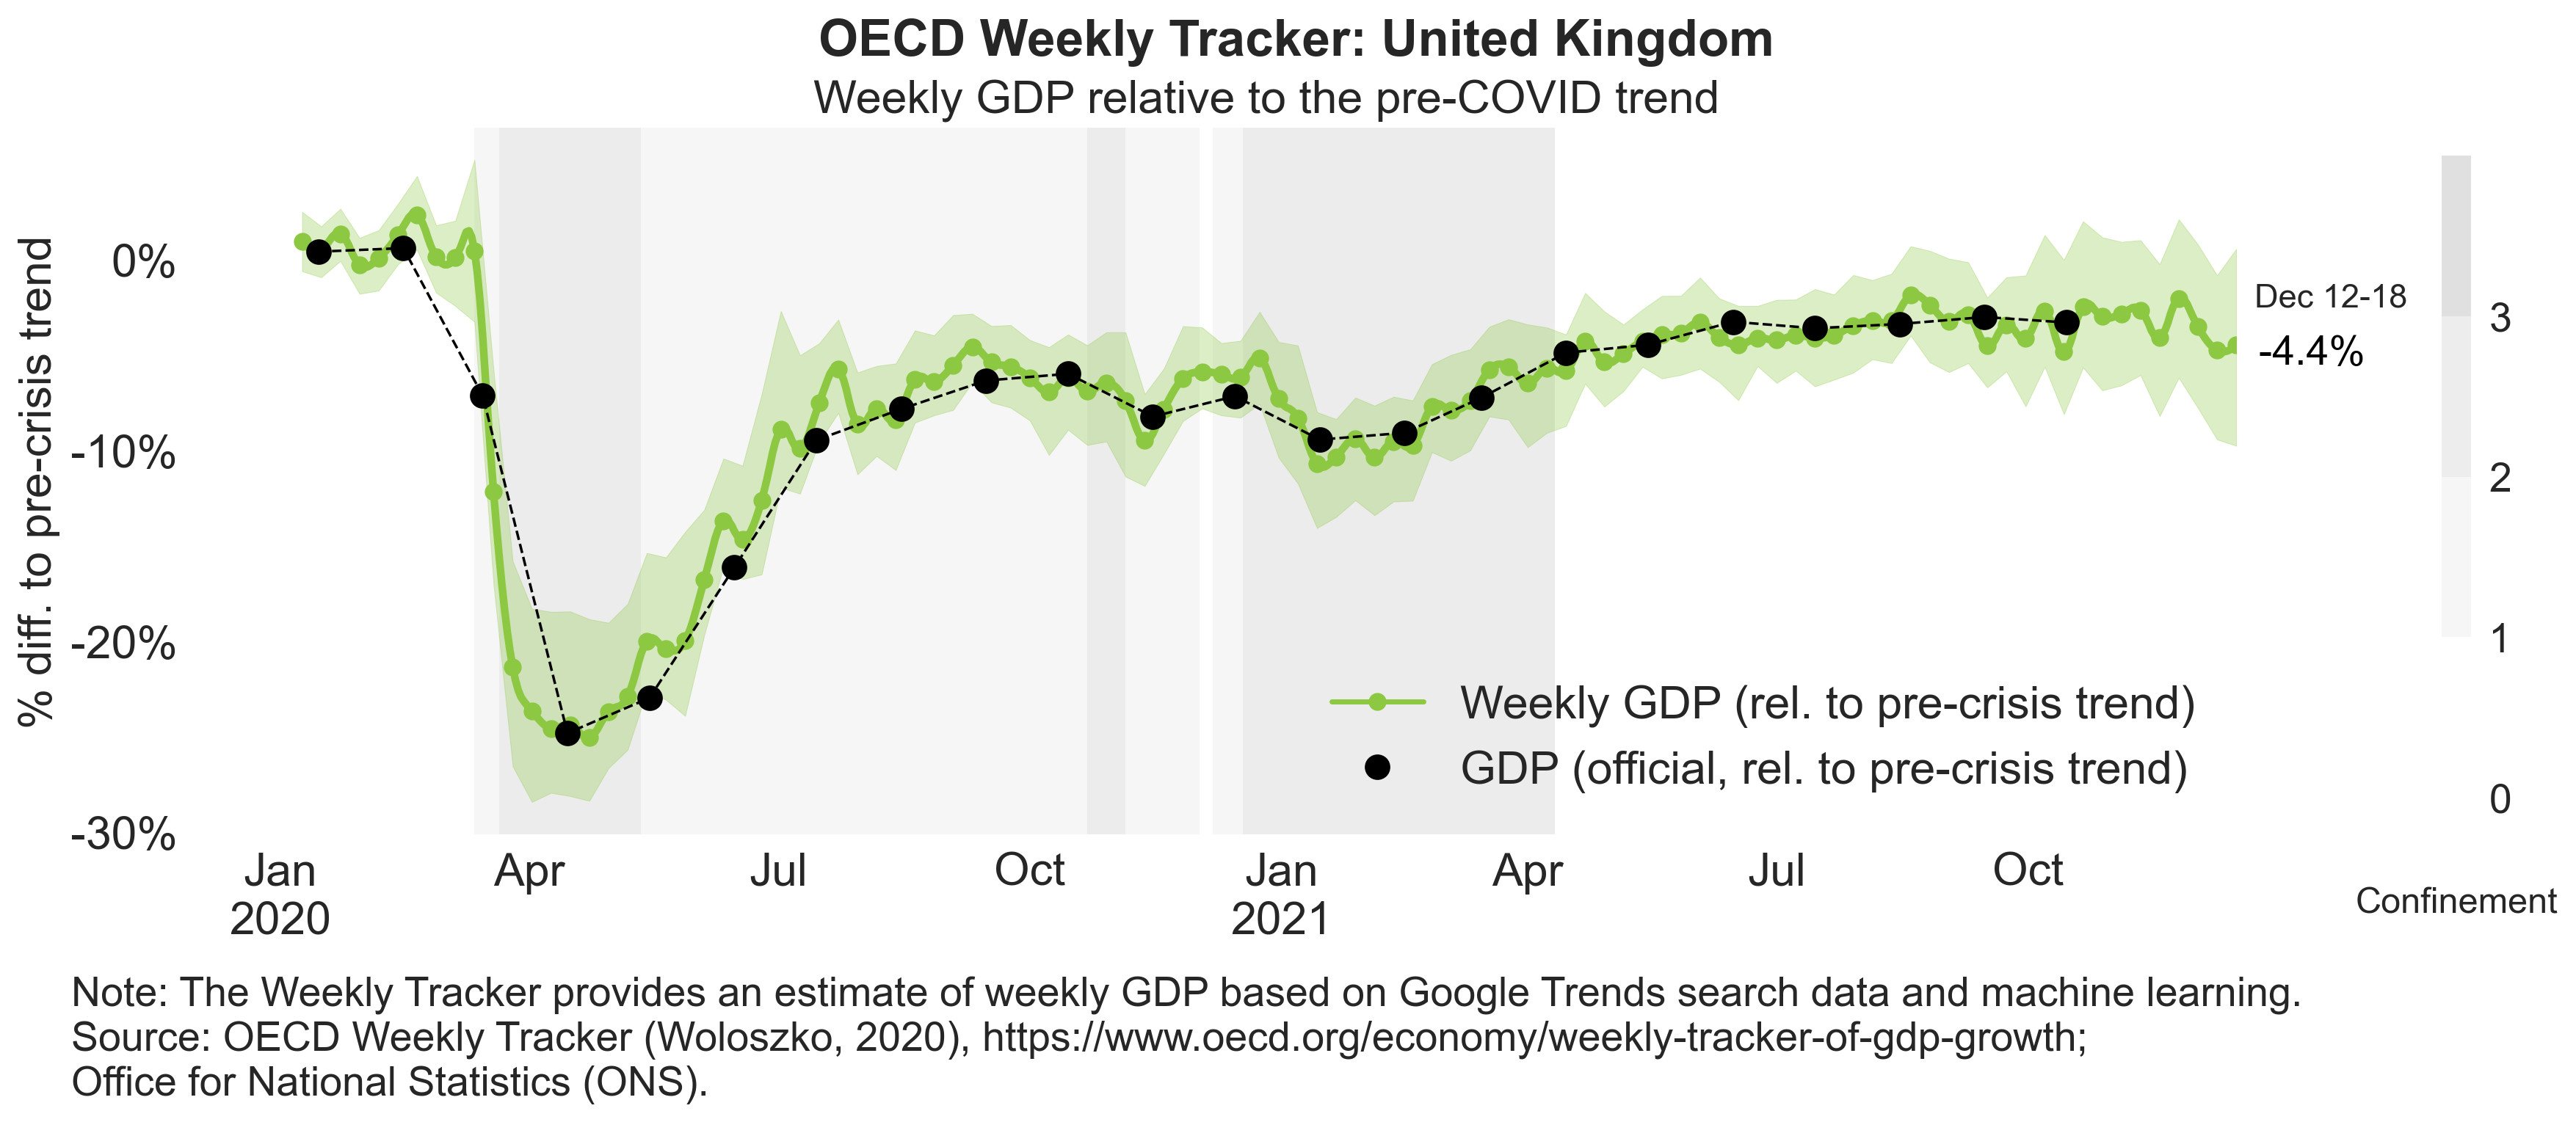 OECD Weekly Tracker: United Kingdom
Weekly GDP relative to the pre-COVID trend
% diff. to pre-crisis trend
0%
-10%
-20%
-30%
Dec 12-18
-4.4%
3
2
1
0
Confinement
Weekly GDP (rel. to pre-crisis trend)
GDP (official, rel. to pre-crisis trend)
Jan Apr Jul Oct Jan Apr Jul Oct
2020 2021
Note: The Weekly Tracker provides an estimate of weekly GDP based on Google Trends search data and machine learning.
Source: OECD Weekly Tracker (Woloszko, 2020), https://www.oecd.org/economy/weekly-tracker-of-gdp-growth;
Office for National Statistics (ONS).